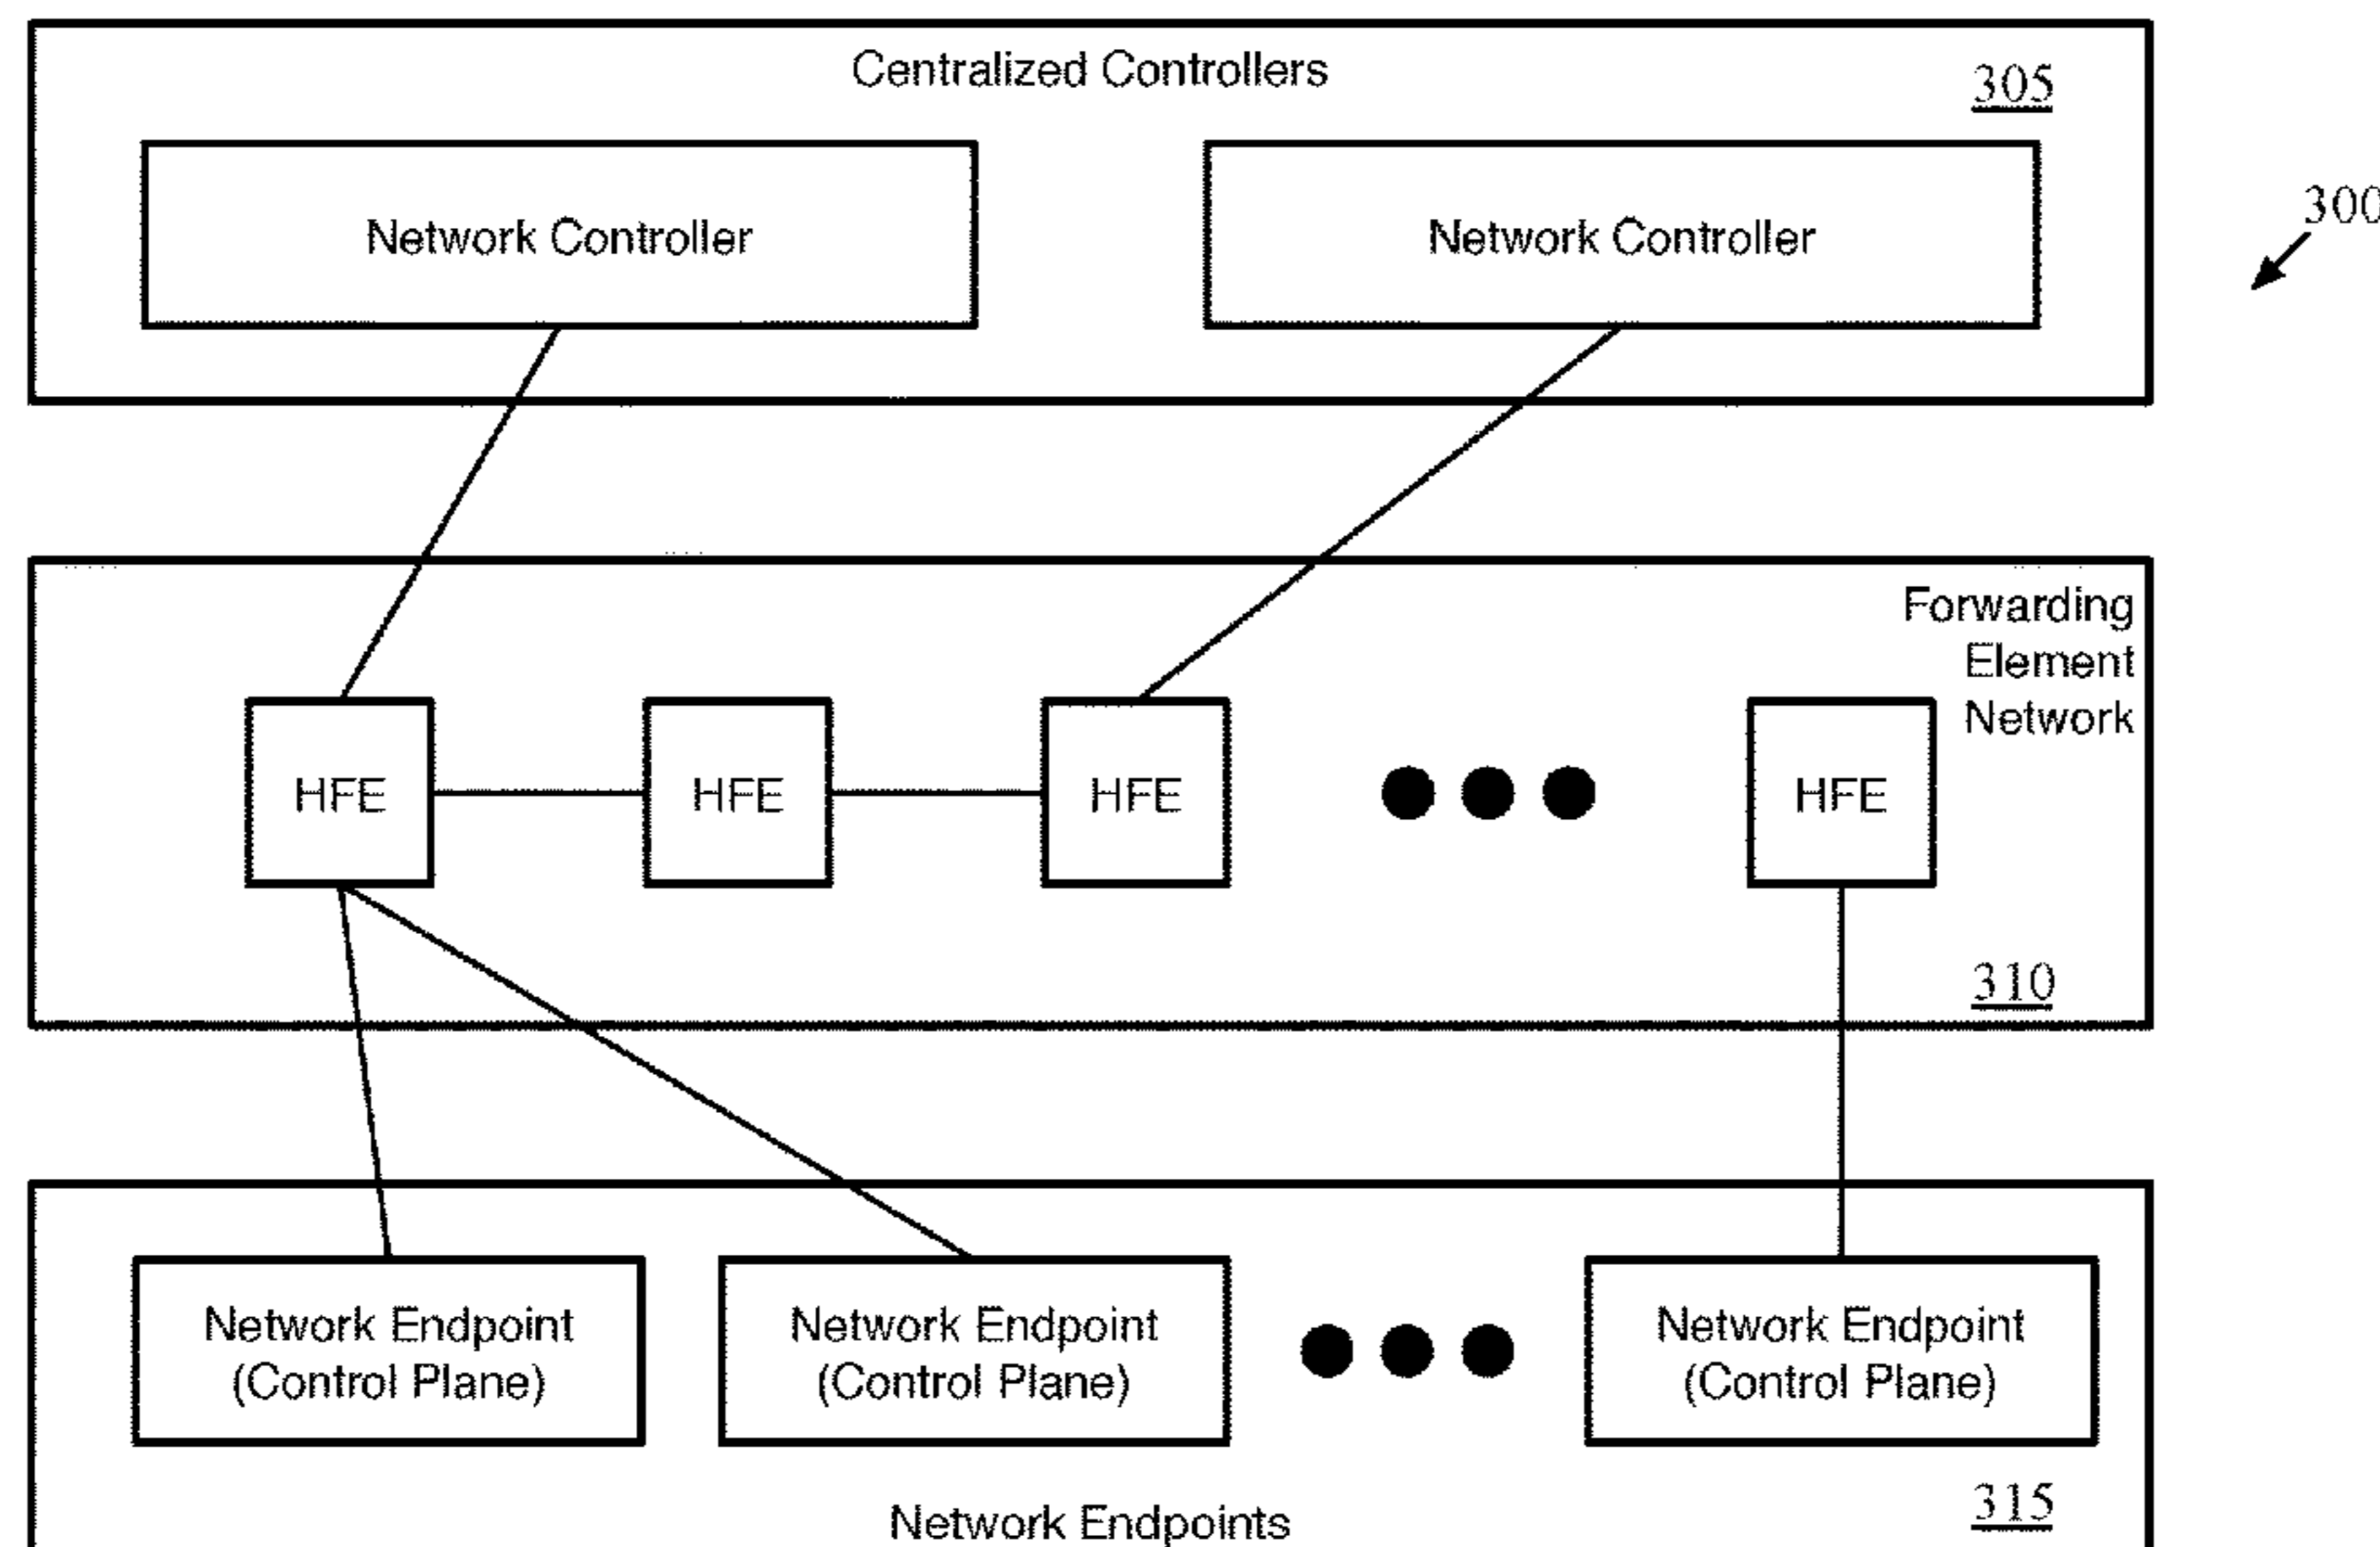 Centralized Controllers
305
Network Controller
Network Controller
300
Forwarding
Element
Network
HFE
HFE
HFE
HFE
310
Network Endpoint
(Control Plane)
Network Endpoint
(Control Plane)
Network Endpoint
(Control Plane)
Network Endpoints
315